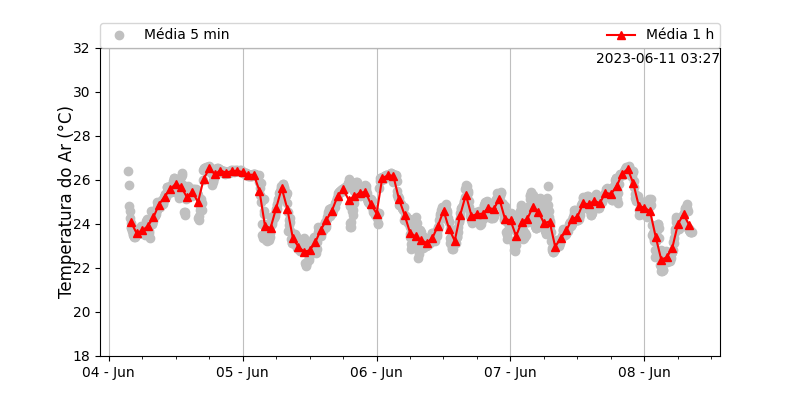 Média 5 min
Média 1 h
2023-06-11 03:27
Temperatura do Ar (°C)
32
30
28
26
24
22
20
18
04 - Jun
05 - Jun
06 - Jun
07 - Jun
08 - Jun